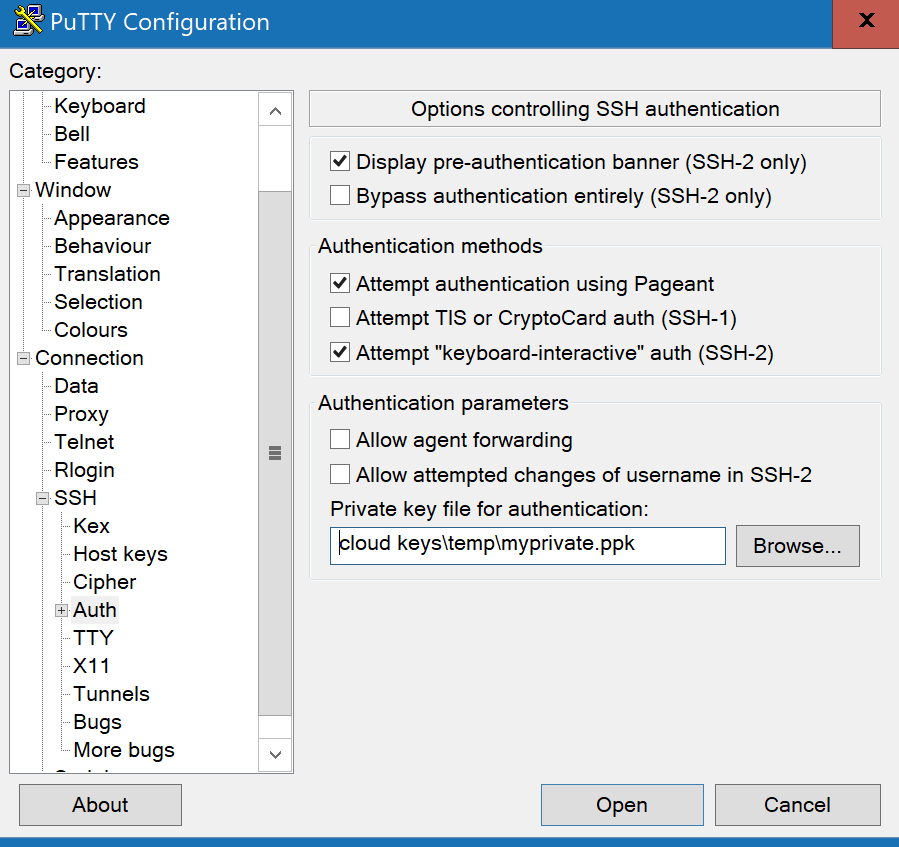 PuTTY Configuration
Category:
Keyboard
Bell
Features
Window
Appearance
Behaviour
Translation
Selection
Colours
Connection
Data
Proxy
Telnet
Rlogin
SSH
Kex
Host keys
Cipher
Auth
TTY
X11
Tunnels
Bugs
More bugs
Options controlling SSH authentication
Display pre-authentication banner (SSH-2 only)
Bypass authentication entirely (SSH-2 only)
Authentication methods
Attempt authentication using Pageant
Attempt TIS or CryptoCard auth (SSH-1)
Attempt "keyboard-interactive" auth (SSH-2)
Authentication parameters
Allow agent forwarding
Allow attempted changes of username in SSH-2
Private key file for authentication:
cloud keys\temp\myprivate.ppk
Browse...
About
Open
Cancel